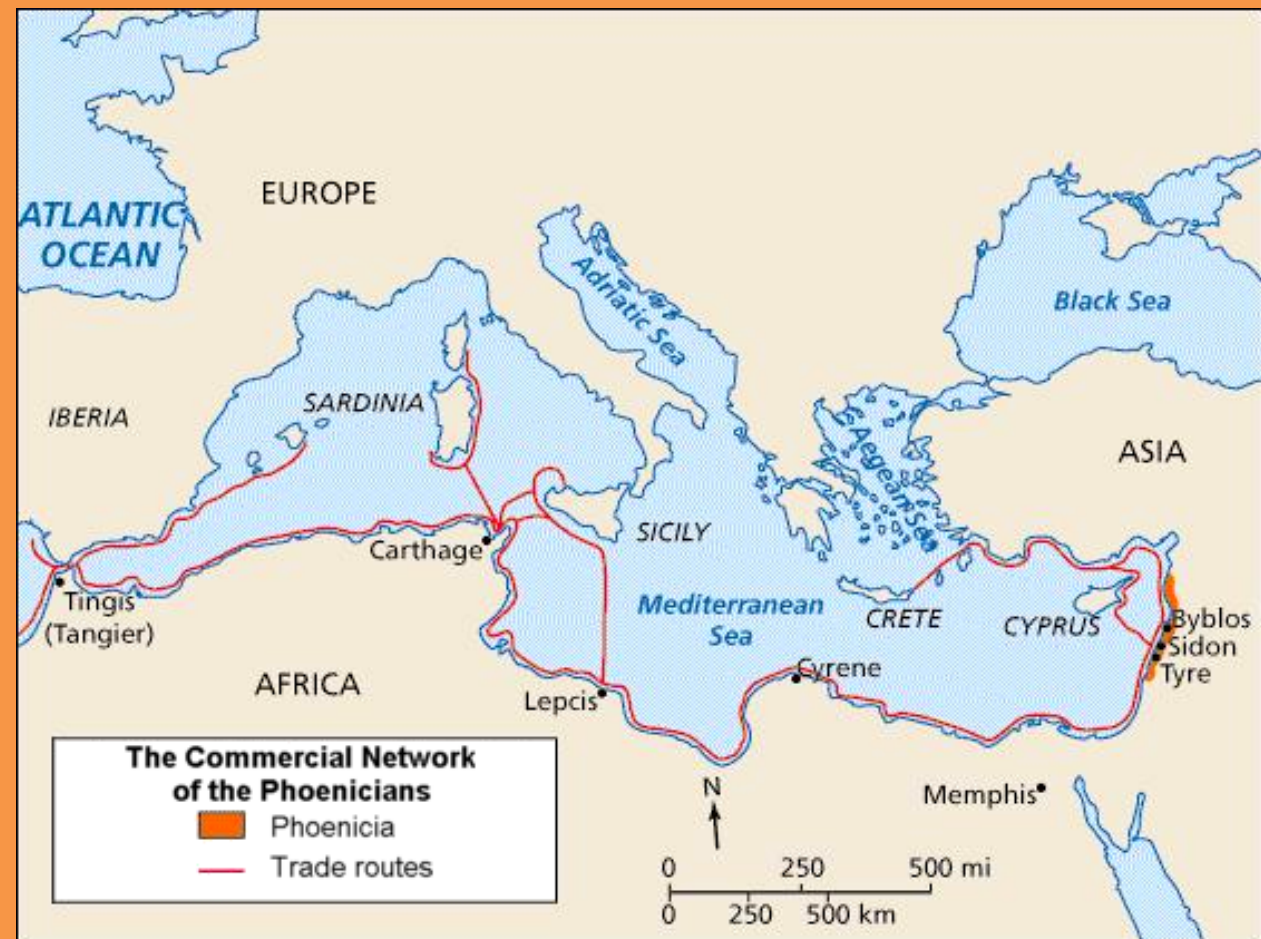 EUROPE
ATLANTIC
OCEAN
Adriatic Sea
Black Sea
IBERIA
SARDINIA
Aegean Sea
ASIA
SICILY
Carthage
Mediterranean
Sea
CRETE
CYPRUS
Byblos
Sidon
Tyre
Tingis
(Tangier)
AFRICA
Lepcis
Cyrene
Memphis
The Commercial Network
of the Phoenicians
Phoenicia
Trade routes
N
0 250 500 mi
0 250 500 km